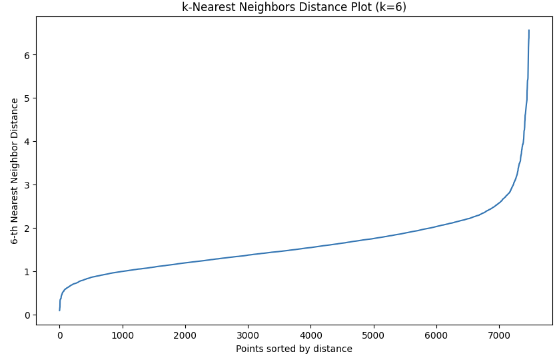 k-Nearest Neighbors Distance Plot (k=6)
6-th Nearest Neighbor Distance
6
5
4
3
2
1
0
0 1000 2000 3000 4000 5000 6000 7000
Points sorted by distance